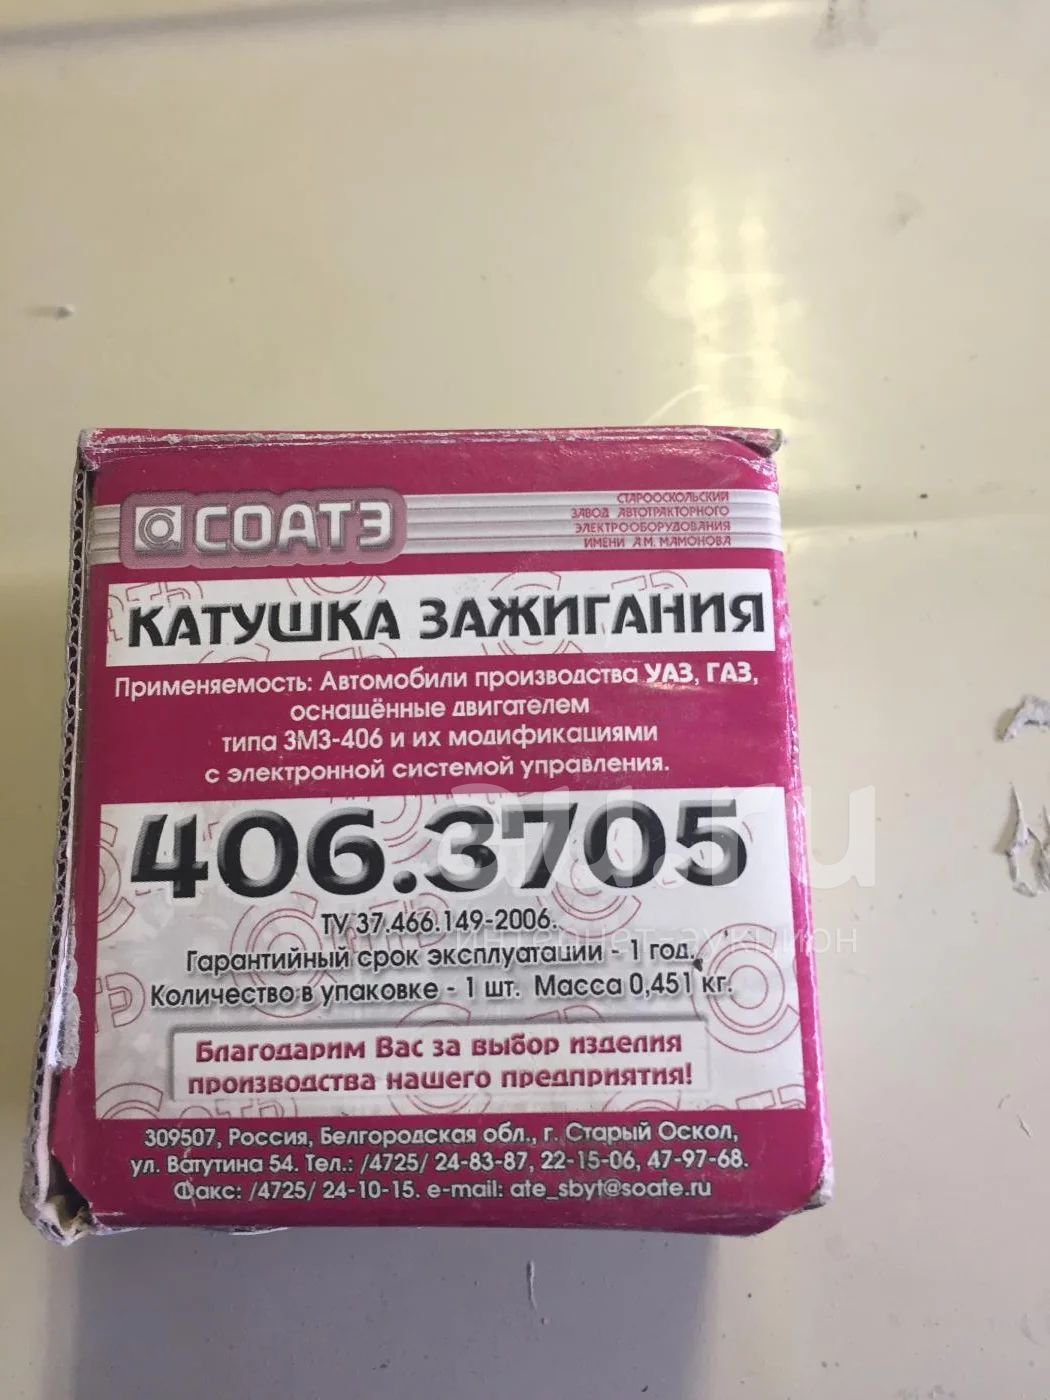 СОАТЭ
СТАРООСКОЛЬСКИЙ
ЗАВОД АВТОТРАКТОРНОГО
ЭЛЕКТРООБОРУДОВАНИЯ
ИМЕНИ А.М. МАМОНОВА
КАТУШКА ЗАЖИГАНИЯ
Применяемость: Автомобили производства УАЗ, ГАЗ,
оснащённые двигателем
типа ЗМЗ-406 и их модификациями
с электронной системой управления.
406.3705
au.ru
ТУ 37.466.149-2006.
интернет-аукцион
Гарантийный срок эксплуатации - 1 год.
Количество в упаковке - 1 шт. Масса 0,451 кг.
Благодарим Вас за выбор изделия
производства нашего предприятия!
309507, Россия, Белгородская обл., г. Старый Оскол,
ул. Ватутина 54. Тел.: /4725/ 24-83-87, 22-15-06, 47-97-68.
Факс: /4725/ 24-10-15. e-mail: ate_sbyt@soate.ru